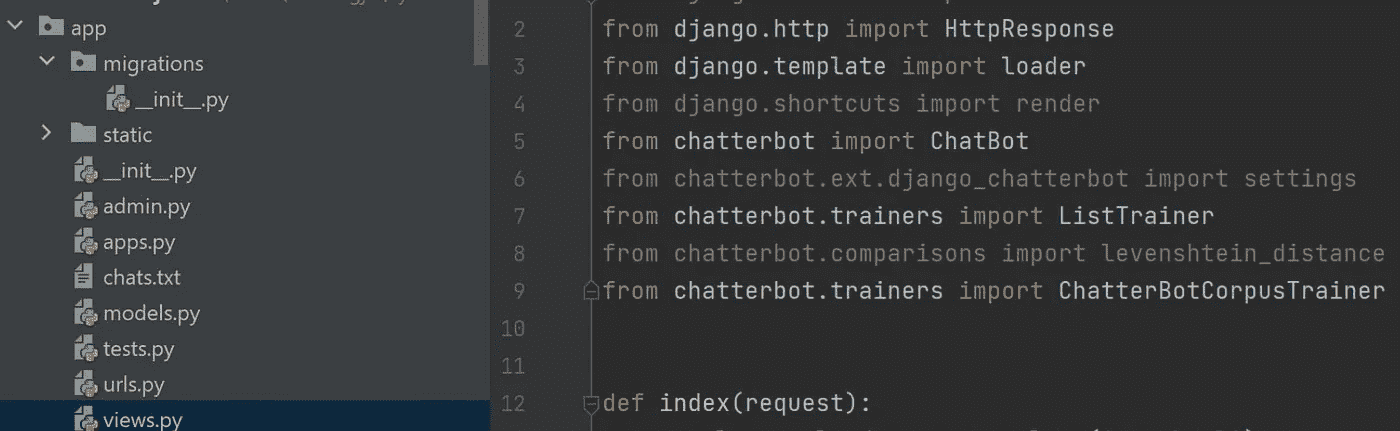 app
migrations
__init__.py
static
__init__.py
admin.py
apps.py
chats.txt
models.py
tests.py
urls.py
views.py
2 from django.http import HttpResponse
3 from django.template import loader
4 from django.shortcuts import render
5 from chatterbot import ChatBot
6 from chatterbot.ext.django_chatterbot import settings
7 from chatterbot.trainers import ListTrainer
8 from chatterbot.comparisons import levenshtein_distance
9 from chatterbot.trainers import ChatterBotCorpusTrainer
10
11
12 def index(request):